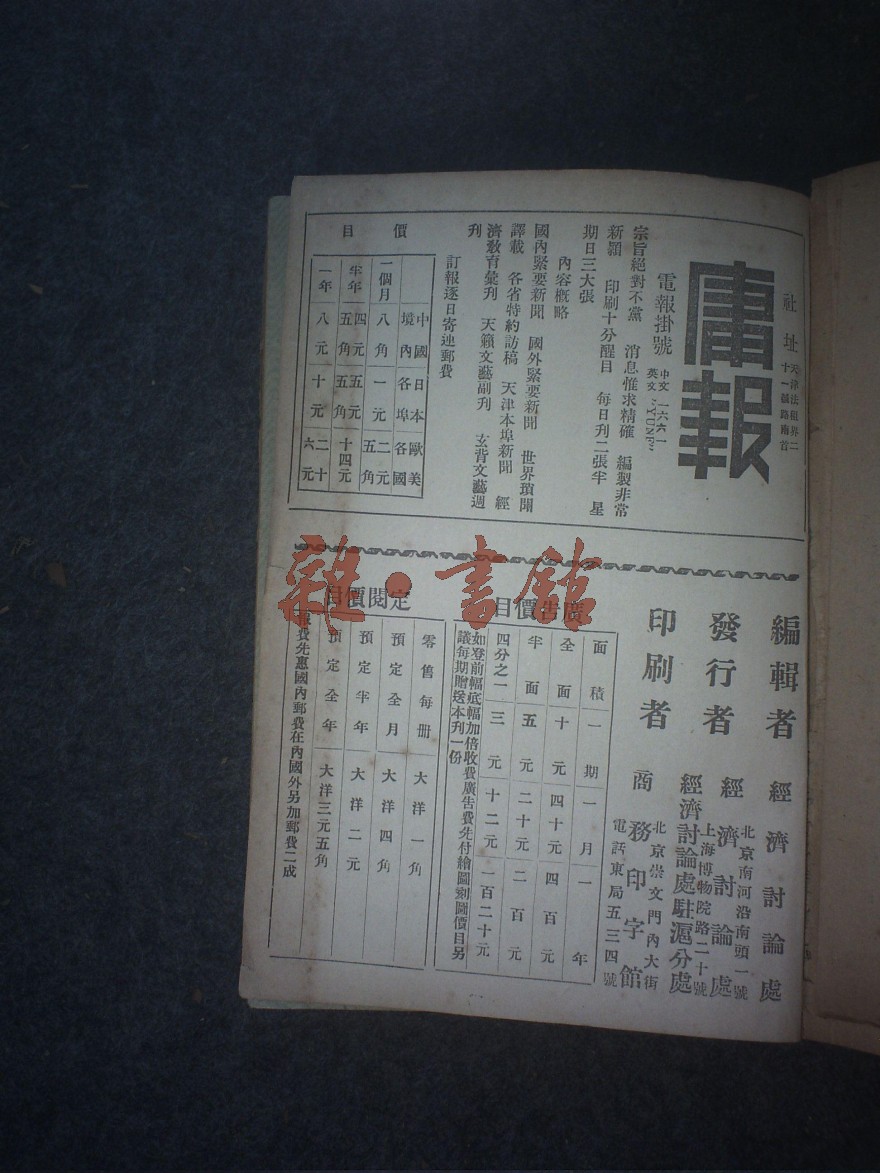 庸報
社址
天津法租界二
十一號路南首
電報掛號
中文 一六六一
英文 "YUNP"
宗旨絕對不黨 消息惟求精確 編製非常
新穎 印刷十分醒目 每日刊二張半 星
期日三大張
內容概略
國內緊要新聞 國外緊要新聞 世界瑣聞
譯載 各省特約訪稿 天津本埠新聞 經
濟敎育彙刊 天籟文藝副刊 玄背文藝週
刊
訂報逐日寄連郵費
價目
中國境內 日本各埠 歐美各國
一個月 八角 一元 二元五角
半年 四元五角 五元五角 十四元
一年 八元 十元 二十六元
編輯者 經濟討論處
北京南河沿南頭一號
發行者 經濟討論處
上海博物院路二十號
經濟討論處駐滬分處
印刷者 商務印字館
北京崇文門內大街
電話東局五三四號
廣告價目
面積 一期 一月 一年
全面 十元 四十元 四百元
半面 五元 二十元 二百元
四分之一 三元 十二元 一百二十元
如登前幅底幅加倍收費廣告費先付繪圖刻圖價目另
議每期贈送本刊一份
定閱價目
零售每册 大洋一角
預定全月 大洋四角
預定半年 大洋二元
預定全年 大洋三元五角
報費先惠國內郵費在內國外另加郵費二成
雜·書館